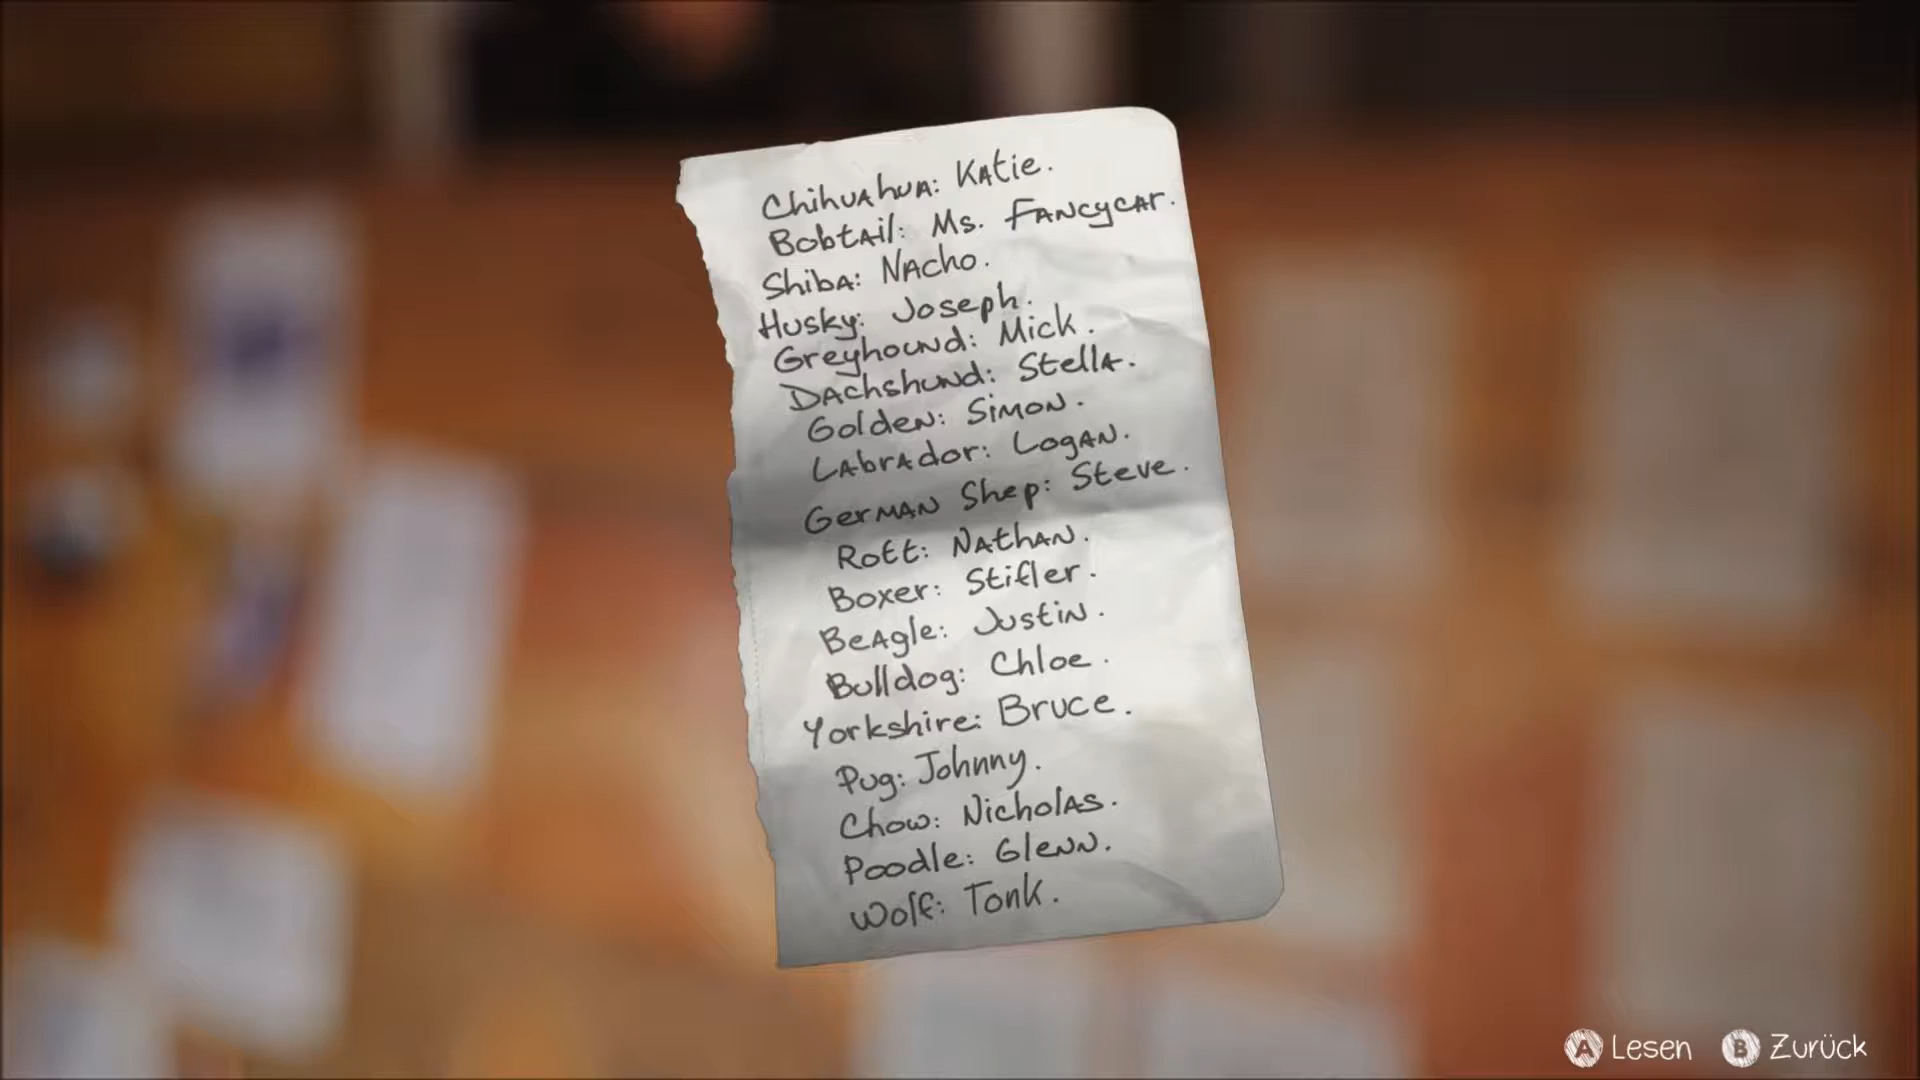 Chihuahua: Katie.
Bobtail: Ms. Fancycar.
Shiba: Nacho.
Husky: Joseph.
Greyhound: Mick.
Dachshund: Stella.
Golden: Simon.
Labrador: Logan.
German Shep: Steve.
Rott: Nathan.
Boxer: Stifler.
Beagle: Justin.
Bulldog: Chloe.
Yorkshire: Bruce.
Pug: Johnny.
Chow: Nicholas.
Poodle: Glenn.
Wolf: Tonk.
A Lesen B Zurück